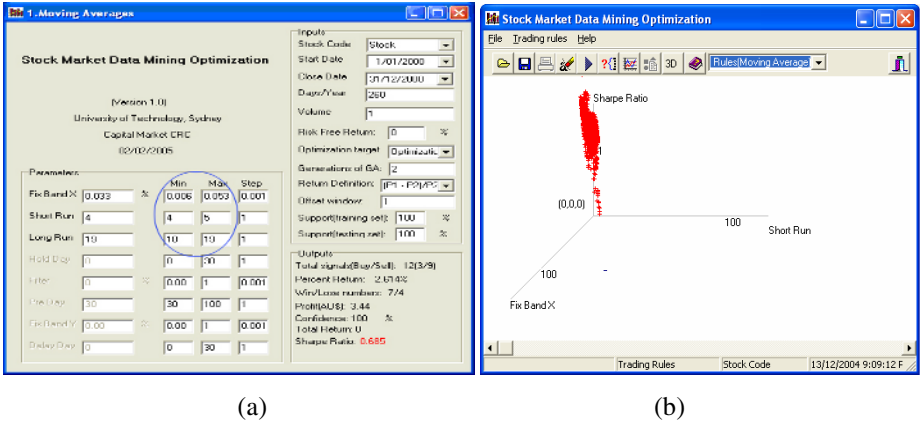 1.Moving Averages
Stock Market Data Mining Optimization
(Version 1.0)
University of Technology, Sydney
Capital Market CRC
02/02/2005
Parameters
Min Max Step
Fix Band X 0.033 % 0.006 0.053 0.001
Short Run 4 4 5 1
Long Run 19 10 19 1
Hold Day 0 0 30 1
Filter 0 % 0.00 1 0.001
Pre Day 30 30 100 1
Fix Band Y 0.00 % 0.00 1 0.001
Delay Day 0 0 30 1
Inputs
Stock Code Stock
Start Date 1/01/2000
Close Date 31/12/2000
Days/Year 260
Volume 1
Risk Free Return: 0 %
Optimization target Optimizatic
Generations of GA: 2
Return Definition: (P1 - P2)/P2
Offset window: 1
Support(training set): 100 %
Support(testing set): 100 %
Outputs
Total signals(Buy/Sell): 12(3/9)
Percent Return: 2.614%
Win/Lose numbers: 7/4
Profit(AU$): 3.44
Confidence: 100 %
Total Return: 0
Sharpe Ratio: 0.685
(a)
Stock Market Data Mining Optimization
File Trading rules Help
3D Rules(Moving Average
Sharpe Ratio
1
(0,0,0)
100
Short Run
100
Fix Band X
Trading Rules Stock Code 13/12/2004 9:09:12 F
(b)